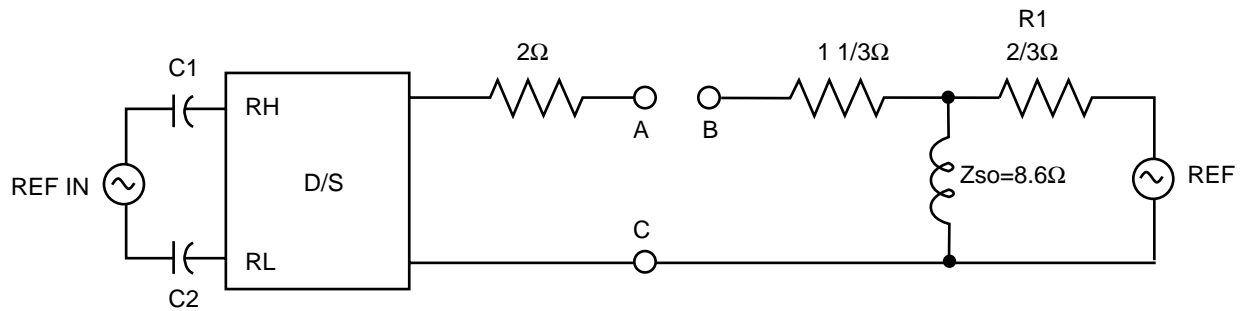 R1
2Ω
1 1/3Ω
2/3Ω
C1
RH
A
B
REF IN
D/S
Zso=8.6Ω
REF
C
RL
C2